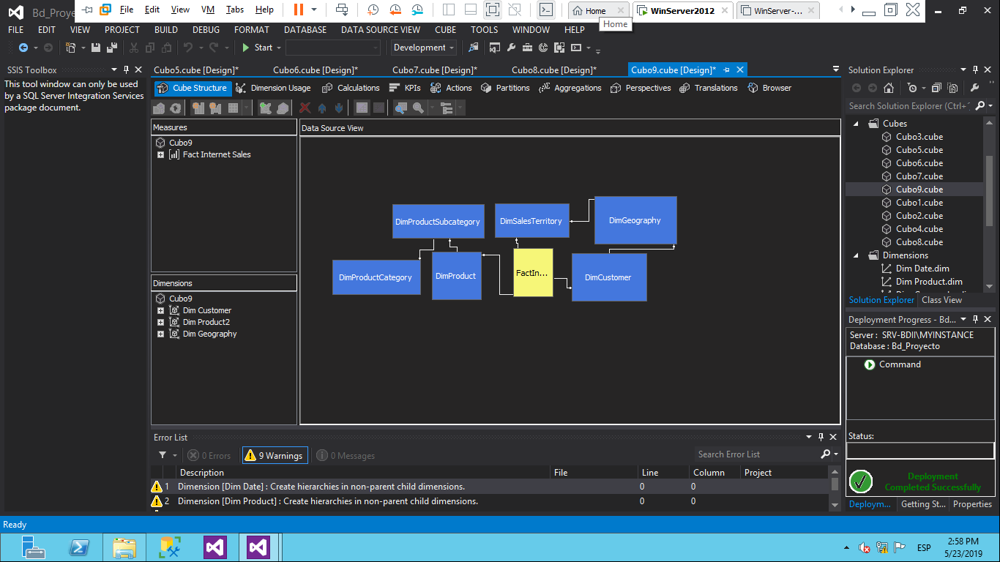 Bd_Proye
File Edit View VM Tabs Help
Home WinServer2012 WinServer-...
Home
FILE EDIT VIEW PROJECT BUILD DEBUG FORMAT DATABASE DATA SOURCE VIEW CUBE TOOLS WINDOW HELP
Start Development
SSIS Toolbox
This tool window can only be used
by a SQL Server Integration Services
package document.
Cubo5.cube [Design]* Cubo6.cube [Design]* Cubo7.cube [Design]* Cubo8.cube [Design]* Cubo9.cube [Design]*
Cube Structure Dimension Usage Calculations KPIs Actions Partitions Aggregations Perspectives Translations Browser
Measures
Cubo9
Fact Internet Sales
Dimensions
Cubo9
Dim Customer
Dim Product2
Dim Geography
Data Source View
DimProductSubcategory
DimSalesTerritory
DimGeography
DimProductCategory
DimProduct
FactIn...
DimCustomer
Error List
0 Errors 9 Warnings 0 Messages Search Error List
Description File Line Column Project
1 Dimension [Dim Date] : Create hierarchies in non-parent child dimensions. 0 0
2 Dimension [Dim Product] : Create hierarchies in non-parent child dimensions. 0 0
Solution Explorer
Search Solution Explorer (Ctrl+
Cubes
Cubo3.cube
Cubo5.cube
Cubo6.cube
Cubo7.cube
Cubo9.cube
Cubo1.cube
Cubo2.cube
Cubo4.cube
Cubo8.cube
Dimensions
Dim Date.dim
Dim Product.dim
Solution Explorer Class View
Deployment Progress - Bd...
Server : SRV-BDII\MYINSTANCE
Database : Bd_Proyecto
Command
Status:
Deployment
Completed Successfully
Deploym... Getting St... Properties
Ready
ESP
2:58 PM
5/23/2019